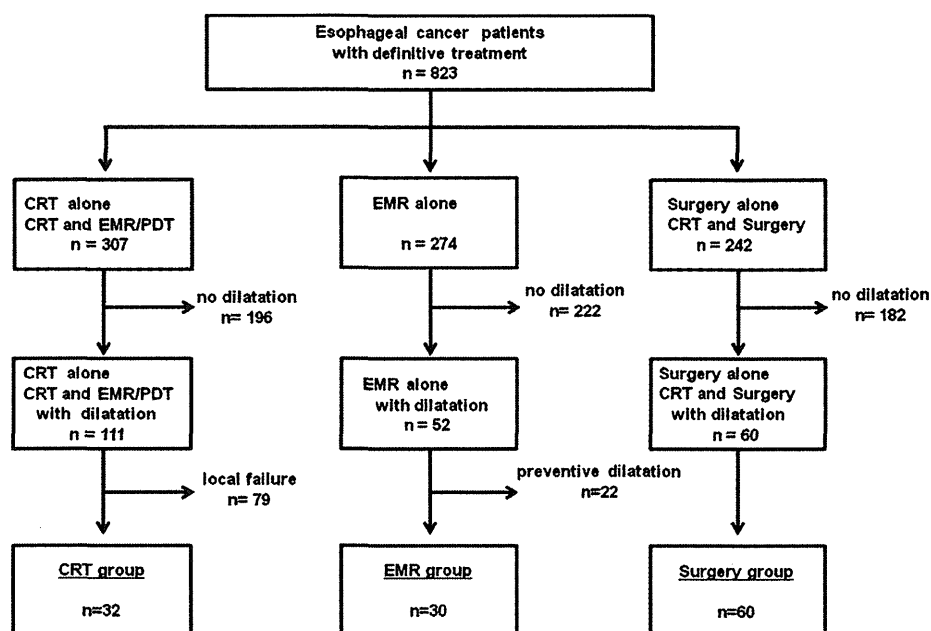 Esophageal cancer patients
with definitive treatment
n = 823
CRT alone
CRT and EMR/PDT
n = 307
EMR alone
n = 274
Surgery alone
CRT and Surgery
n = 242
no dilatation
n= 196
no dilatation
n= 222
no dilatation
n= 182
CRT alone
CRT and EMR/PDT
with dilatation
n = 111
EMR alone
with dilatation
n = 52
Surgery alone
CRT and Surgery
with dilatation
n = 60
local failure
n= 79
preventive dilatation
n=22
CRT group
n=32
EMR group
n=30
Surgery group
n=60